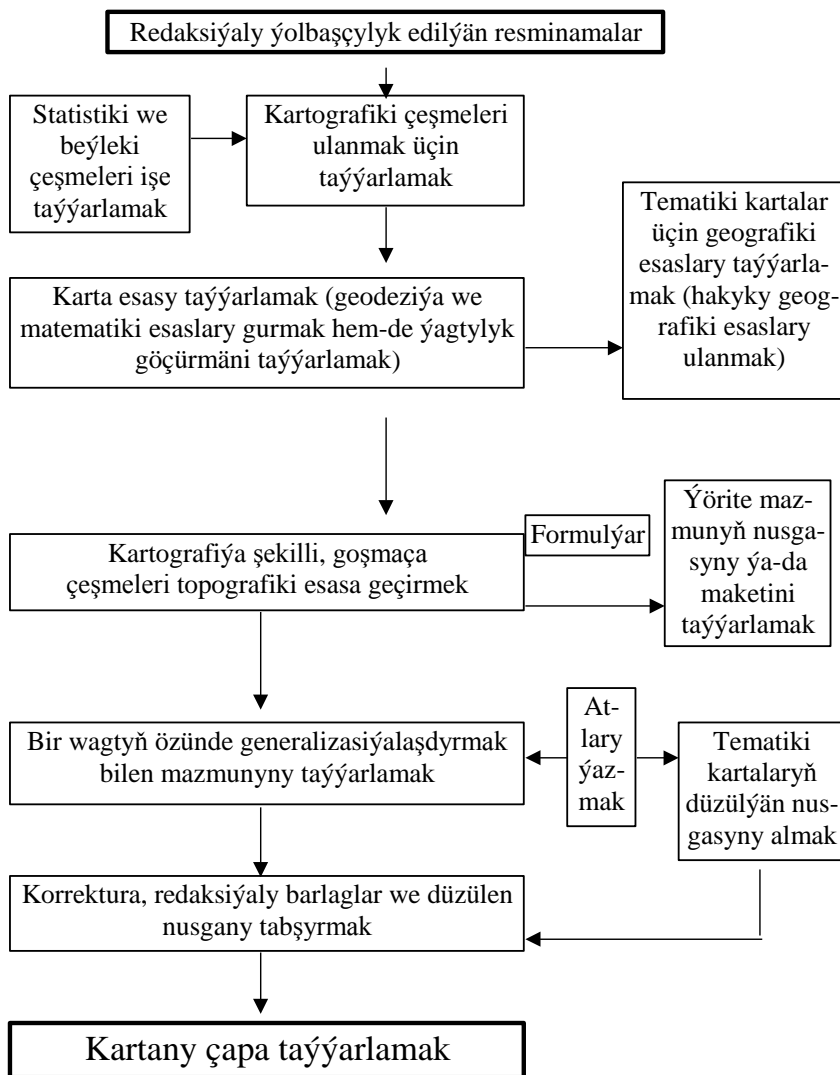 Redaksiýaly ýolbaşçylyk edilýän resminamalar
Statistiki we
beýleki
çeşmeleri işe
taýýarlamak
Kartografiki çeşmeleri
ulanmak üçin
taýýarlamak
Tematiki kartalar
üçin geografiki
esaslary taýýarla-
mak (hakyky geog-
rafiki esaslary
ulanmak)
Karta esasy taýýarlamak (geodeziýa we
matematiki esaslary gurmak hem-de ýagtylyk
göçürmäni taýýarlamak)
Kartografiýa şekilli, goşmaça
çeşmeleri topografiki esasa geçirmek
Formulýar
Ýörite maz-
munyň nusga-
syny ýa-da
maketini
taýýarlamak
Bir wagtyň özünde generalizasiýalaşdyrmak
bilen mazmunyny taýýarlamak
At-
lary
ýaz-
mak
Tematiki
kartalaryň
düzülýän nus-
gasyny almak
Korrektura, redaksiýaly barlaglar we düzülen
nusgany tabşyrmak
Kartany çapa taýýarlamak